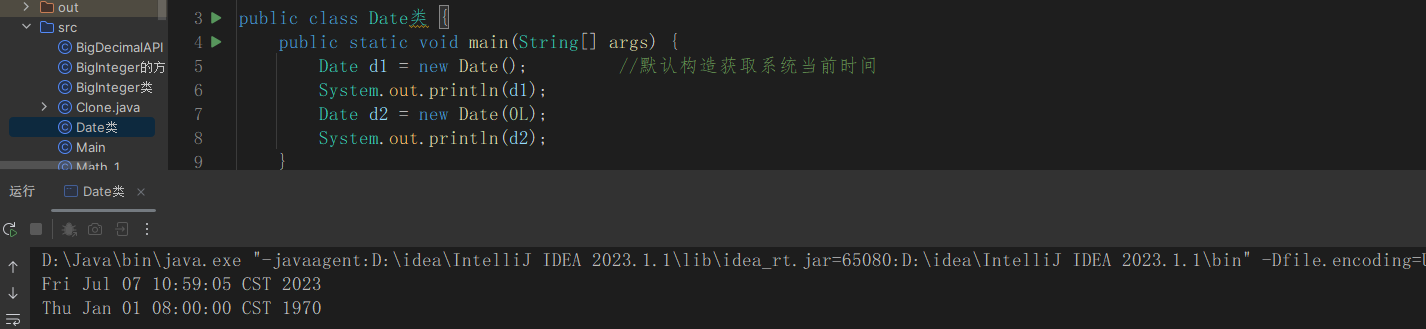 out
src
BigDecimalAPI
BigInteger的方
BigInteger类
Clone.java
Date类
Main
Math_1
3 public class Date类 {
4 public static void main(String[] args) {
5 Date d1 = new Date(); //默认构造获取系统当前时间
6 System.out.println(d1);
7 Date d2 = new Date(0L);
8 System.out.println(d2);
9 }
运行 Date类
D:\Java\bin\java.exe "-javaagent:D:\idea\IntelliJ IDEA 2023.1.1\lib\idea_rt.jar=65080:D:\idea\IntelliJ IDEA 2023.1.1\bin" -Dfile.encoding=U
Fri Jul 07 10:59:05 CST 2023
Thu Jan 01 08:00:00 CST 1970